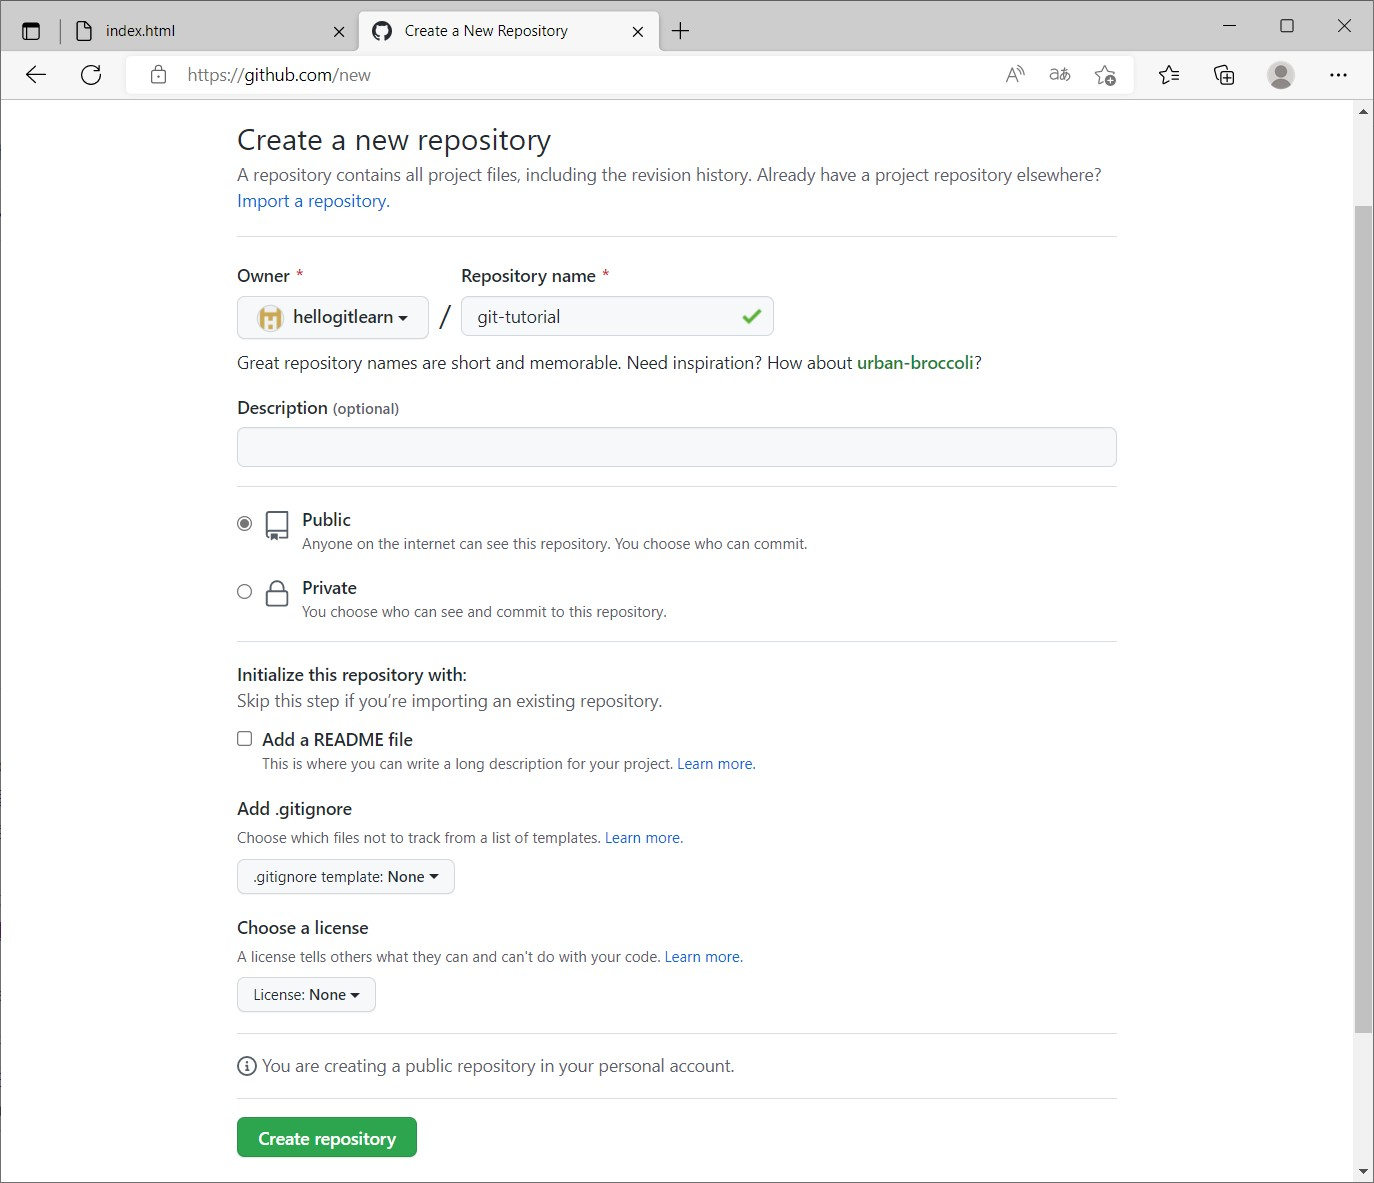 index.html
Create a New Repository
https://github.com/new
A
aあ
Create a new repository
A repository contains all project files, including the revision history. Already have a project repository elsewhere?
Import a repository.
Owner * Repository name *
hellogitlearn / git-tutorial
Great repository names are short and memorable. Need inspiration? How about urban-broccoli?
Description (optional)
Public
Anyone on the internet can see this repository. You choose who can commit.
Private
You choose who can see and commit to this repository.
Initialize this repository with:
Skip this step if you’re importing an existing repository.
Add a README file
This is where you can write a long description for your project. Learn more.
Add .gitignore
Choose which files not to track from a list of templates. Learn more.
.gitignore template: None
Choose a license
A license tells others what they can and can't do with your code. Learn more.
License: None
You are creating a public repository in your personal account.
Create repository